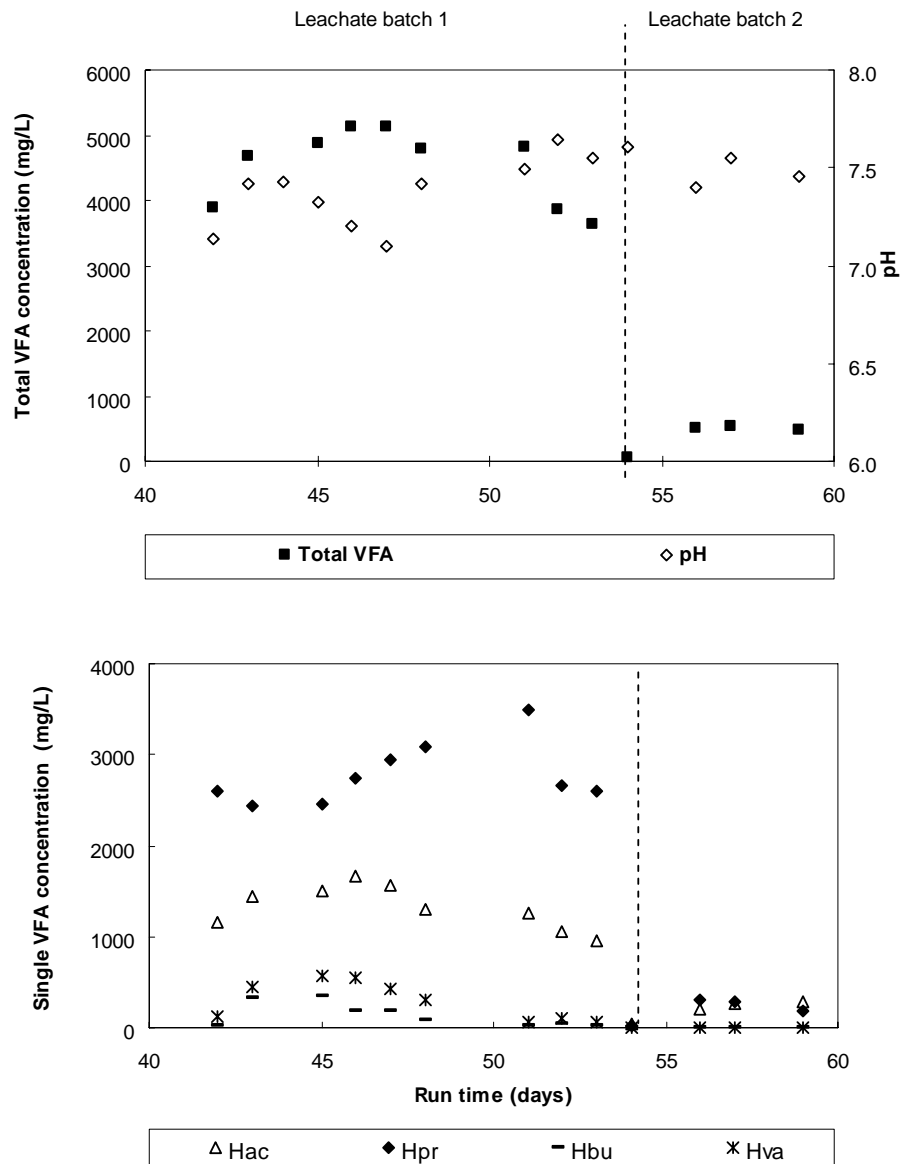 Leachate batch 1 Leachate batch 2
6000 8.0
5000 7.5
4000
3000 7.0
2000 6.5
1000
0 6.0
40 45 50 55 60
Total VFA concentration (mg/L)
pH
Total VFA pH
4000
3000
2000
1000
0
40 45 50 55 60
Single VFA concentration (mg/L)
Run time (days)
Hac Hpr Hbu Hva